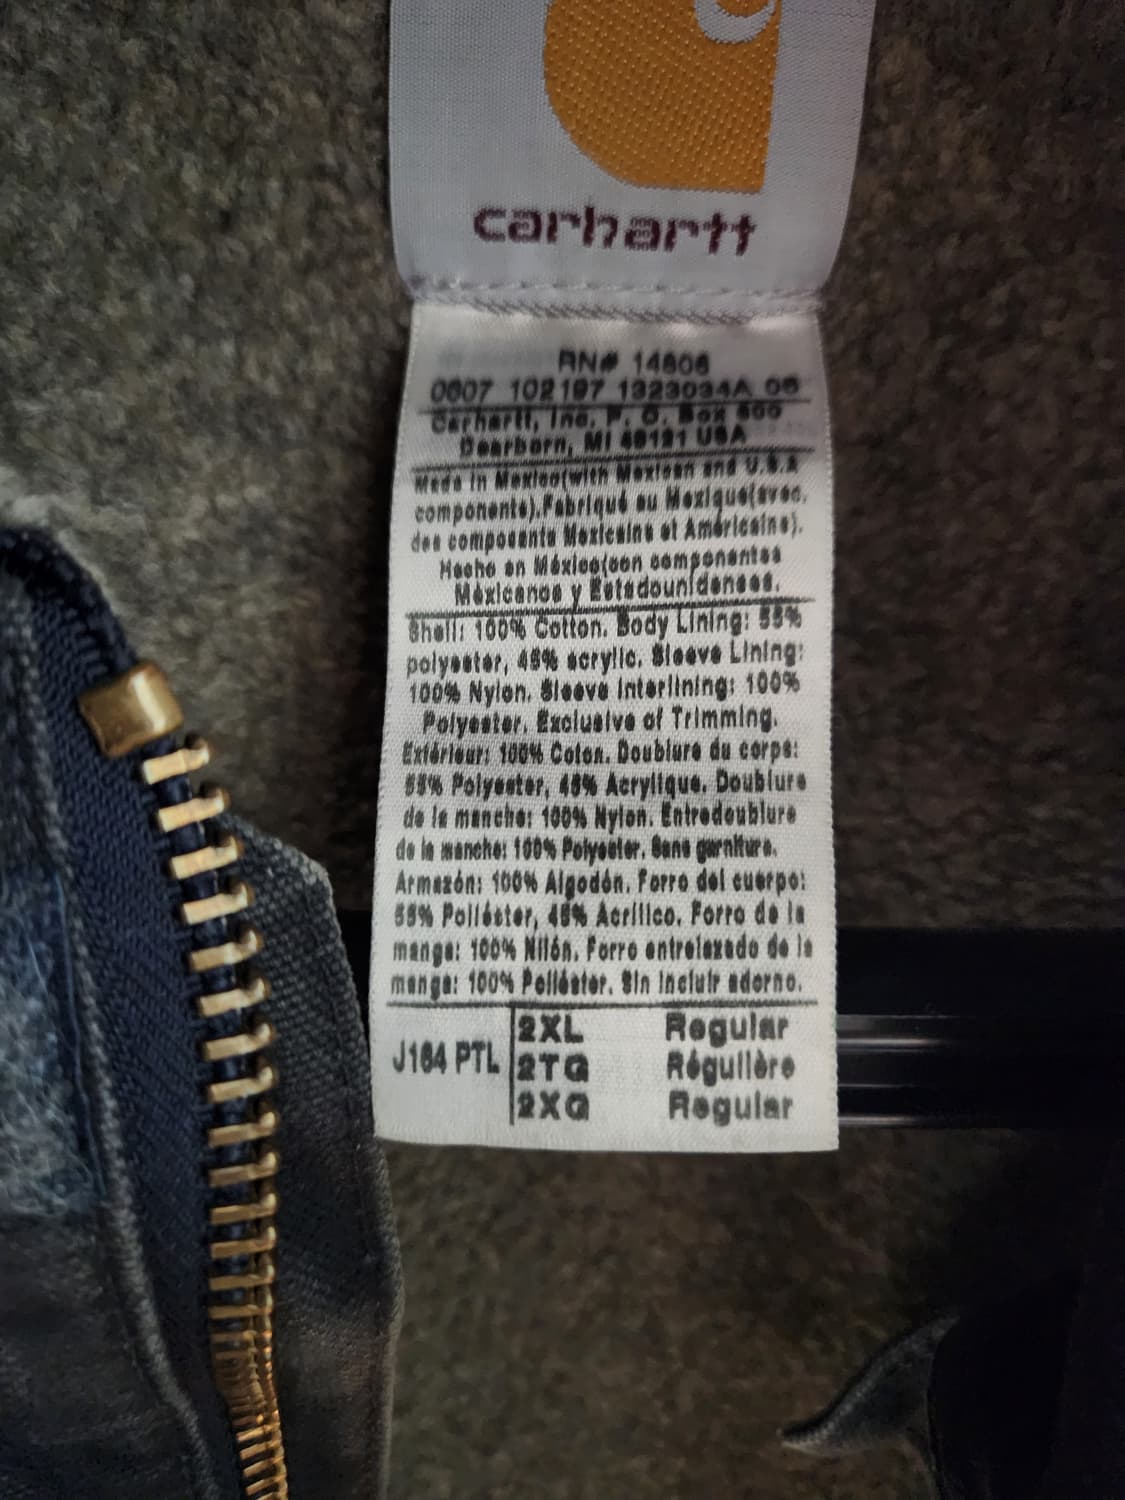 carhartt
RN# 14806
0607 102197 1323034A 06
Carhartt, Inc. P. O. Box 600
Dearborn, MI 48121 USA
Made in Mexico(with Mexican and U.S.A
components).Fabriqué au Mexique(avec.
des composants Mexicains et Américains).
Hecho en México(con componentes
Mexicanos y Estadounidenses.
Shell: 100% Cotton. Body Lining: 55%
polyester, 45% acrylic. Sleeve Lining:
100% Nylon. Sleeve Interlining: 100%
Polyester. Exclusive of Trimming.
Extérieur: 100% Coton. Doublure du corps:
55% Polyester, 45% Acrylique. Doublure
de la manche: 100% Nylon. Entredoublure
de la manche: 100% Polyester. Sans garniture.
Armazón: 100% Algodón. Forro del cuerpo:
55% Poliéster, 45% Acrílico. Forro de la
manga: 100% Nilón. Forro entrelazado de la
manga: 100% Poliéster. Sin incluir adorno.
J164 PTL
2XL Regular
2TG Régulière
2XG Regular